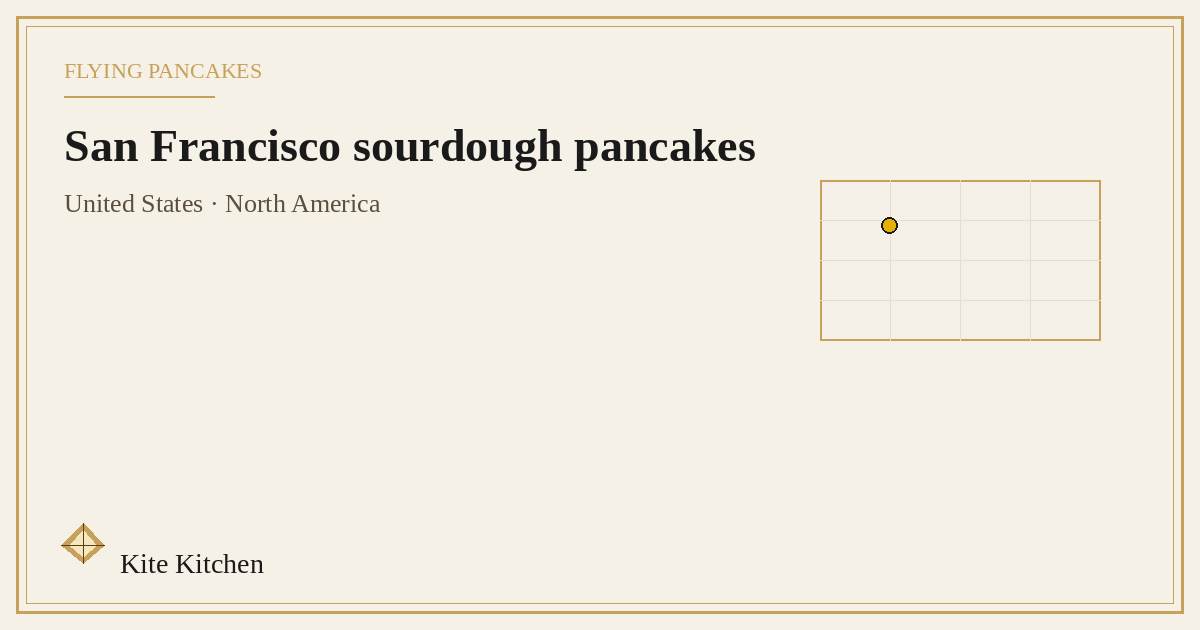 FLYING PANCAKES
San Francisco sourdough pancakes
United States · North America
Kite Kitchen